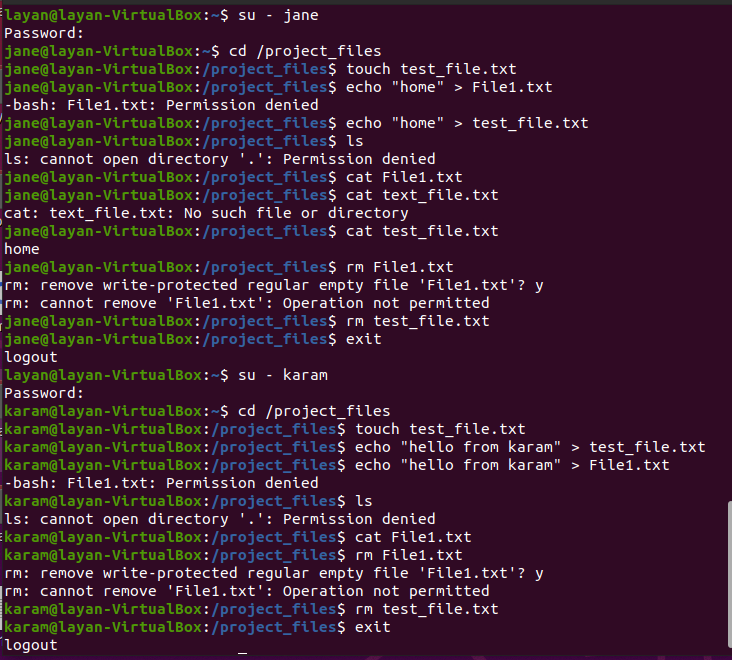 layan@layan-VirtualBox:~$ su - jane
Password:
jane@layan-VirtualBox:~$ cd /project_files
jane@layan-VirtualBox:/project_files$ touch test_file.txt
jane@layan-VirtualBox:/project_files$ echo "home" > File1.txt
-bash: File1.txt: Permission denied
jane@layan-VirtualBox:/project_files$ echo "home" > test_file.txt
jane@layan-VirtualBox:/project_files$ ls
ls: cannot open directory '.': Permission denied
jane@layan-VirtualBox:/project_files$ cat File1.txt
jane@layan-VirtualBox:/project_files$ cat text_file.txt
cat: text_file.txt: No such file or directory
jane@layan-VirtualBox:/project_files$ cat test_file.txt
home
jane@layan-VirtualBox:/project_files$ rm File1.txt
rm: remove write-protected regular empty file 'File1.txt'? y
rm: cannot remove 'File1.txt': Operation not permitted
jane@layan-VirtualBox:/project_files$ rm test_file.txt
jane@layan-VirtualBox:/project_files$ exit
logout
layan@layan-VirtualBox:~$ su - karam
Password:
karam@layan-VirtualBox:~$ cd /project_files
karam@layan-VirtualBox:/project_files$ touch test_file.txt
karam@layan-VirtualBox:/project_files$ echo "hello from karam" > test_file.txt
karam@layan-VirtualBox:/project_files$ echo "hello from karam" > File1.txt
-bash: File1.txt: Permission denied
karam@layan-VirtualBox:/project_files$ ls
ls: cannot open directory '.': Permission denied
karam@layan-VirtualBox:/project_files$ cat File1.txt
karam@layan-VirtualBox:/project_files$ rm File1.txt
rm: remove write-protected regular empty file 'File1.txt'? y
rm: cannot remove 'File1.txt': Operation not permitted
karam@layan-VirtualBox:/project_files$ rm test_file.txt
karam@layan-VirtualBox:/project_files$ exit
logout